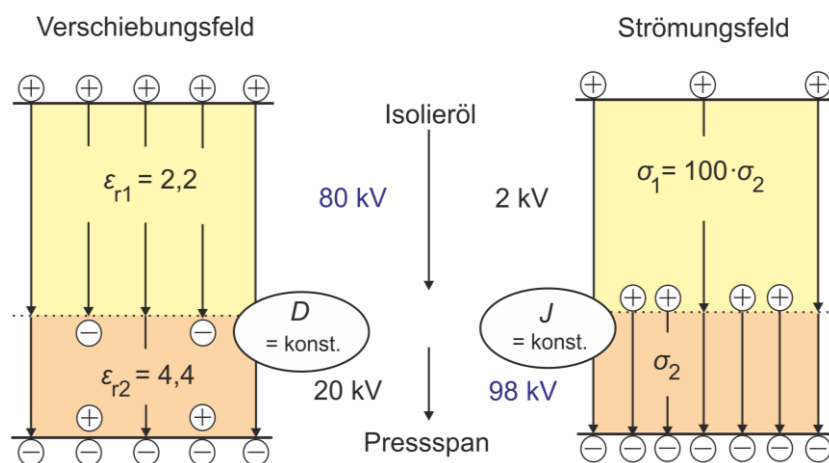 Verschiebungsfeld
Strömungsfeld
+ + + + +
+ + +
Isolieröl
εr1 = 2,2
80 kV
2 kV
σ1 = 100·σ2
+ + + +
− −
D
= konst.
J
= konst.
εr2 = 4,4
20 kV
98 kV
σ2
+ +
Pressspan
− − − − −
− − − − − − −